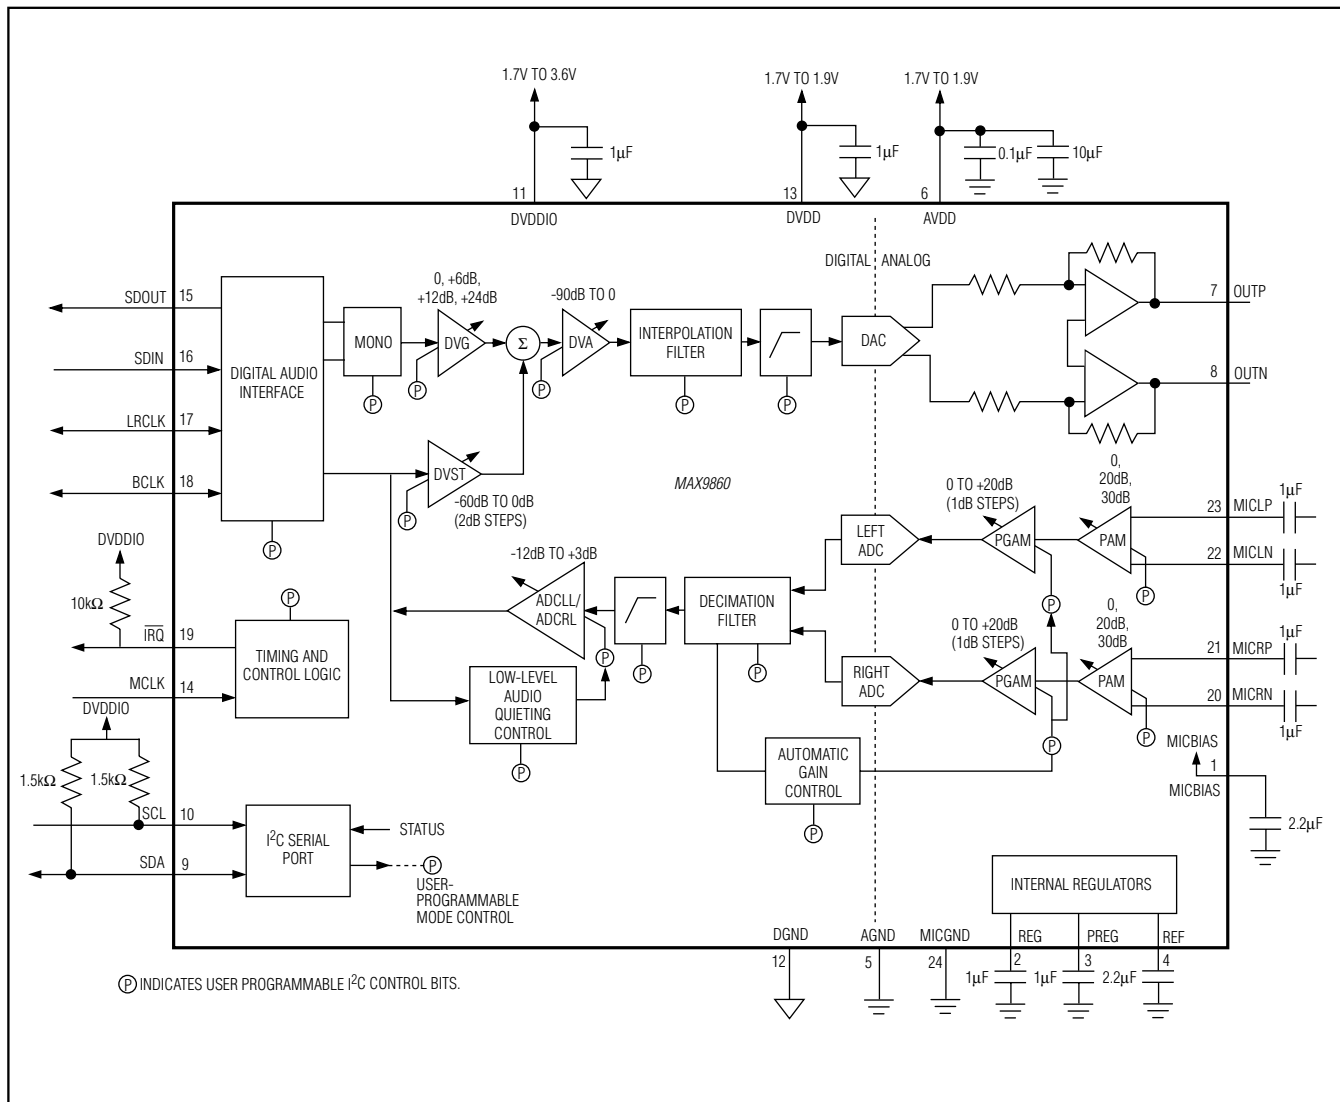 1.7V TO 3.6V
1.7V TO 1.9V
1.7V TO 1.9V
1µF
1µF
0.1µF
10µF
11
13
6
DVDDIO
DVDD
AVDD
DIGITAL
ANALOG
SDOUT
15
SDIN
16
LRCLK
17
BCLK
18
DIGITAL AUDIO
INTERFACE
P
MONO
P
0, +6dB,
+12dB, +24dB
DVG
P
Σ
-90dB TO 0
DVA
P
INTERPOLATION
FILTER
P
P
DAC
7
OUTP
8
OUTN
DVST
P
-60dB TO 0dB
(2dB STEPS)
MAX9860
0 TO +20dB
(1dB STEPS)
0,
20dB,
30dB
LEFT
ADC
PGAM
PAM
P
P
23
MICLP
1µF
22
MICLN
1µF
DVDDIO
10kΩ
IRQ
19
MCLK
14
P
TIMING AND
CONTROL LOGIC
-12dB TO +3dB
ADCLL/
ADCRL
P
P
DECIMATION
FILTER
P
LOW-LEVEL
AUDIO
QUIETING
CONTROL
P
0 TO +20dB
(1dB STEPS)
0,
20dB,
30dB
RIGHT
ADC
PGAM
PAM
P
P
21
MICRP
1µF
20
MICRN
1µF
AUTOMATIC
GAIN
CONTROL
P
MICBIAS
1
MICBIAS
2.2µF
DVDDIO
1.5kΩ
1.5kΩ
SCL
10
SDA
9
I²C SERIAL
PORT
STATUS
P
USER-
PROGRAMMABLE
MODE CONTROL
INTERNAL REGULATORS
DGND
AGND
MICGND
REG
PREG
REF
12
5
24
2
3
4
1µF
1µF
2.2µF
P INDICATES USER PROGRAMMABLE I²C CONTROL BITS.